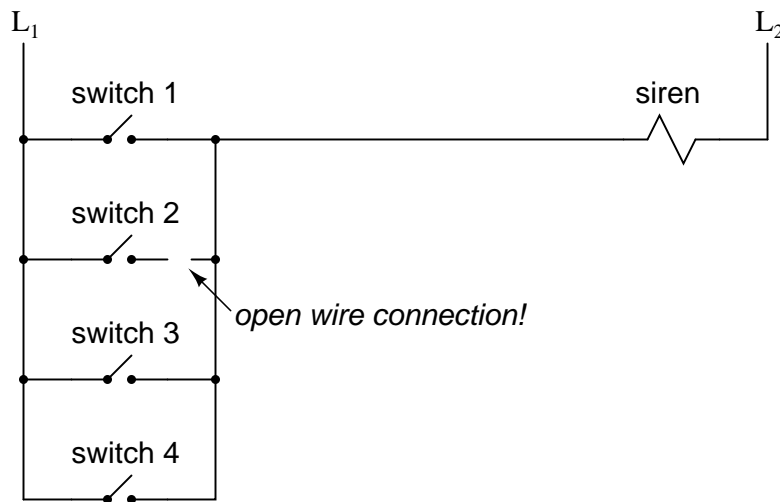 L1
L2
switch 1
siren
switch 2
open wire connection!
switch 3
switch 4